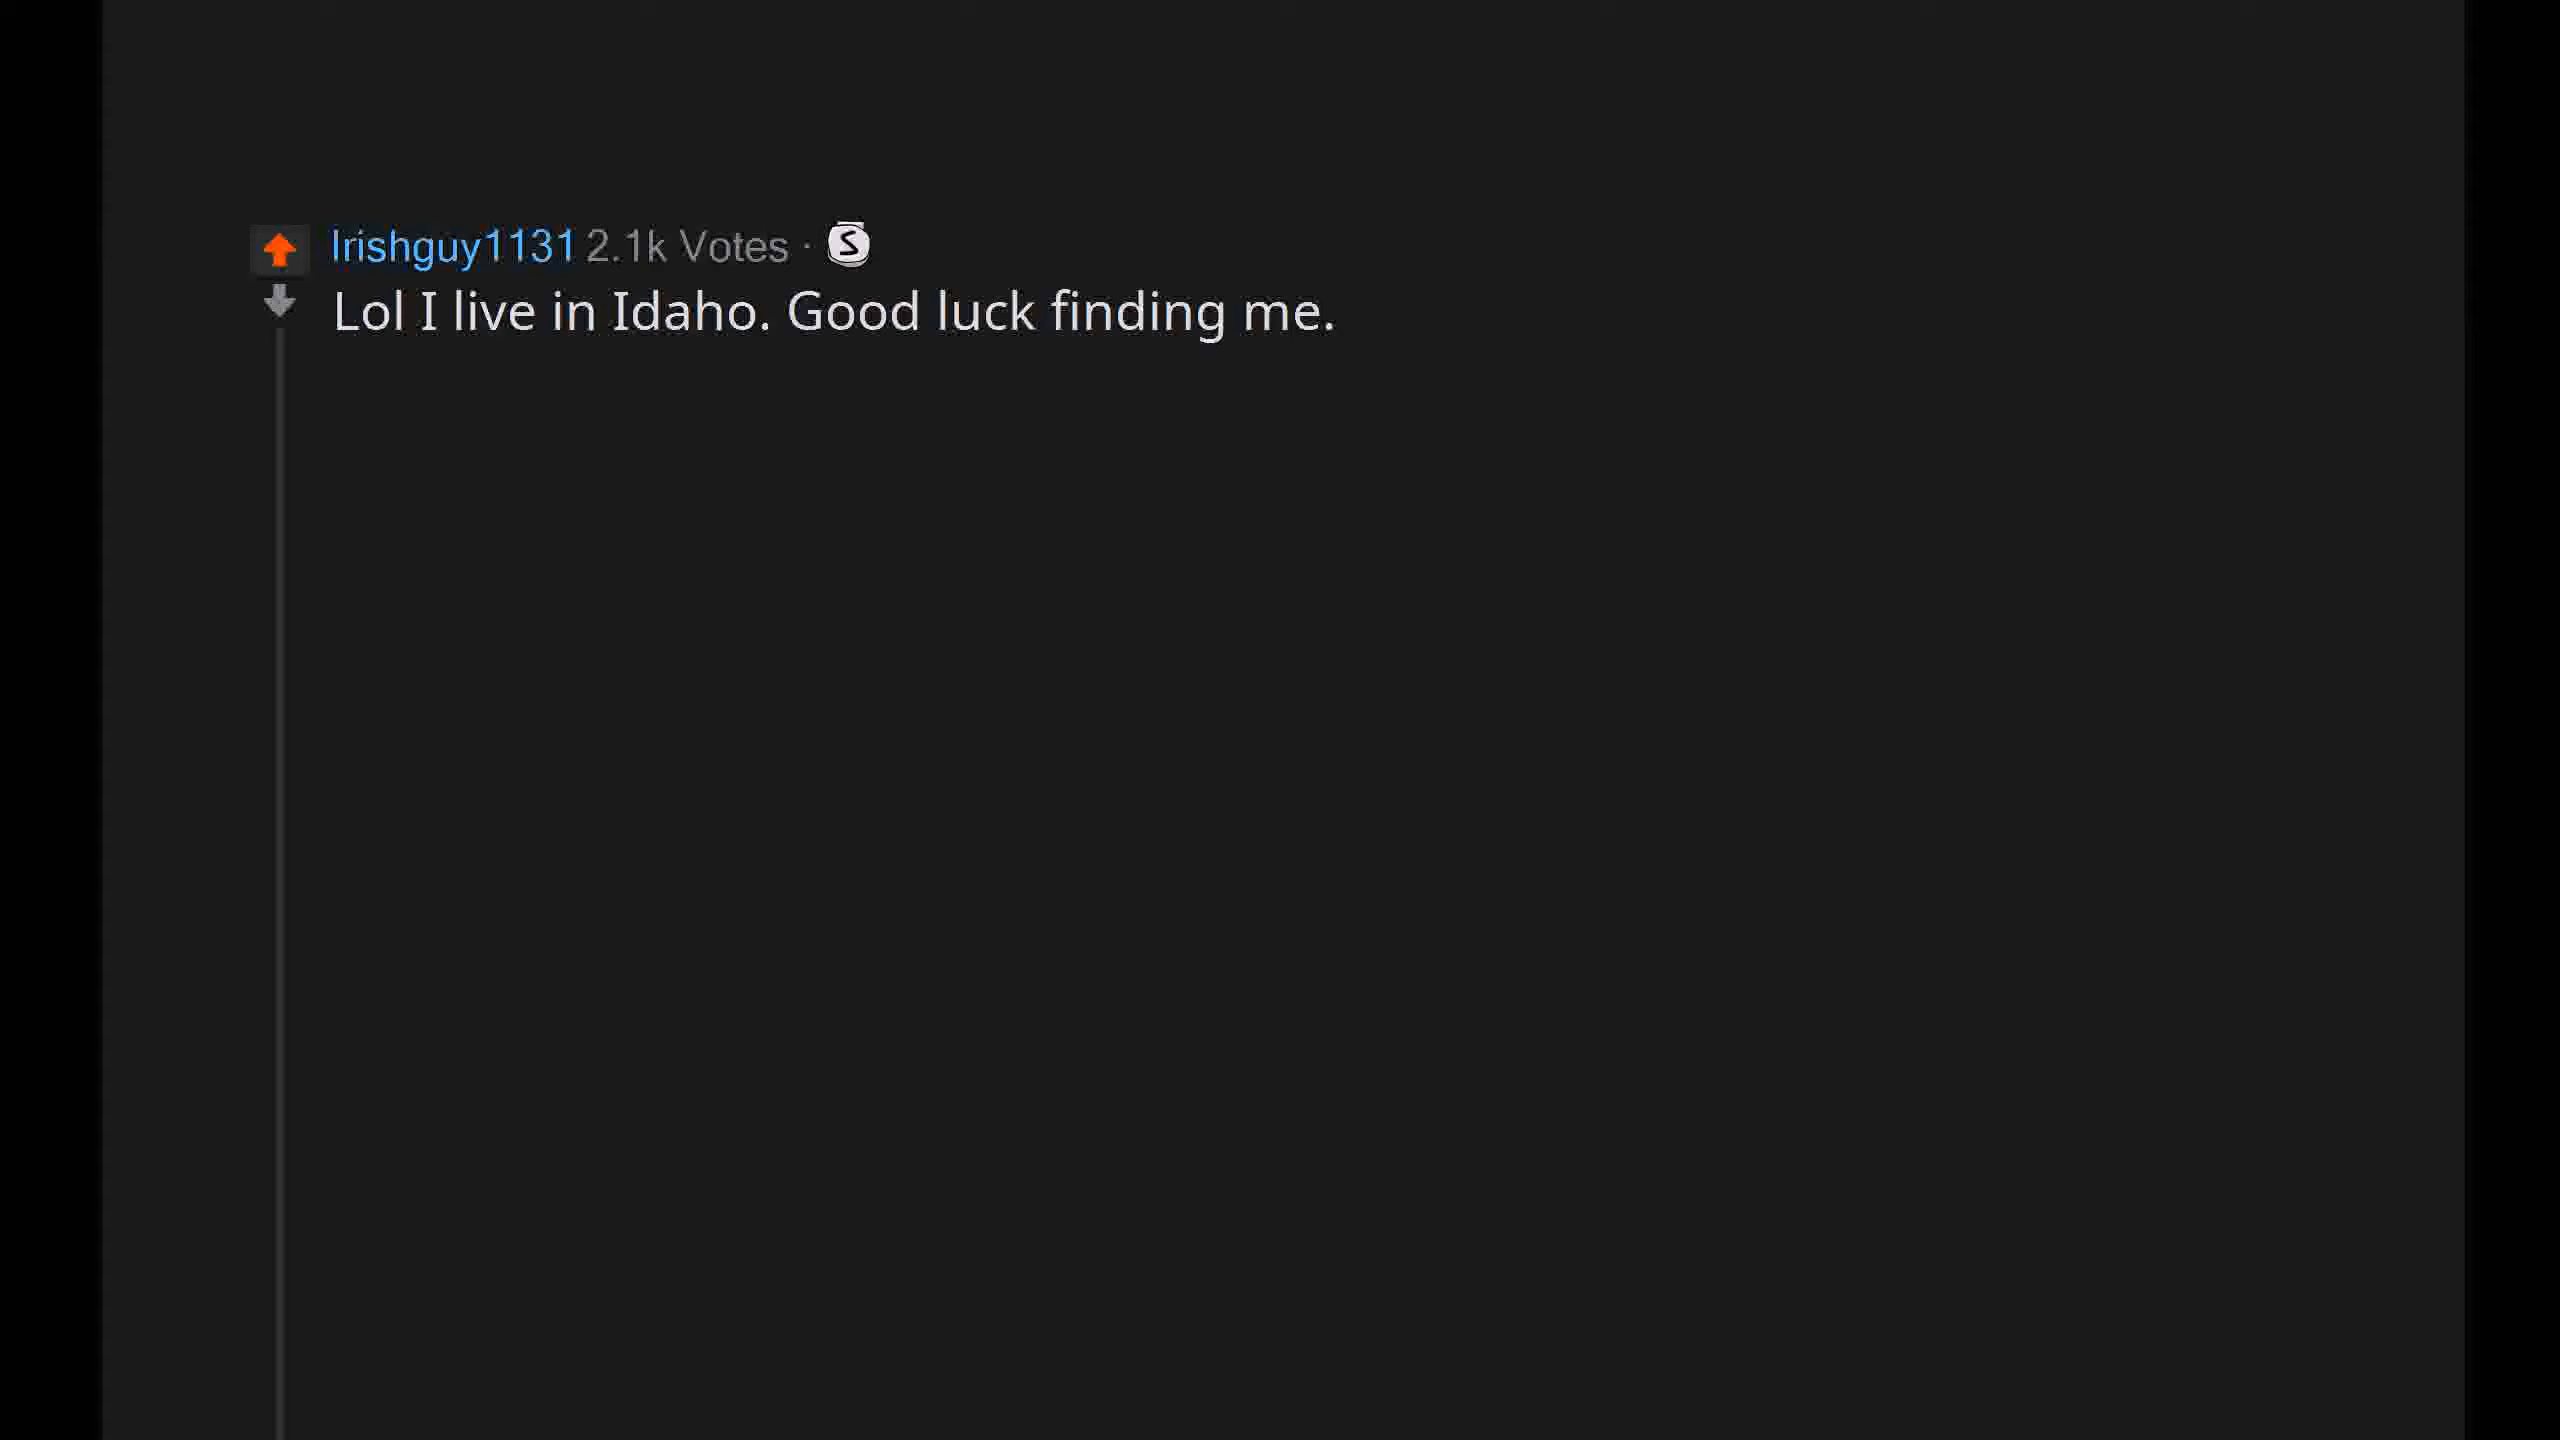 Irishguy1131 2.1k Votes · S
Lol I live in Idaho. Good luck finding me.